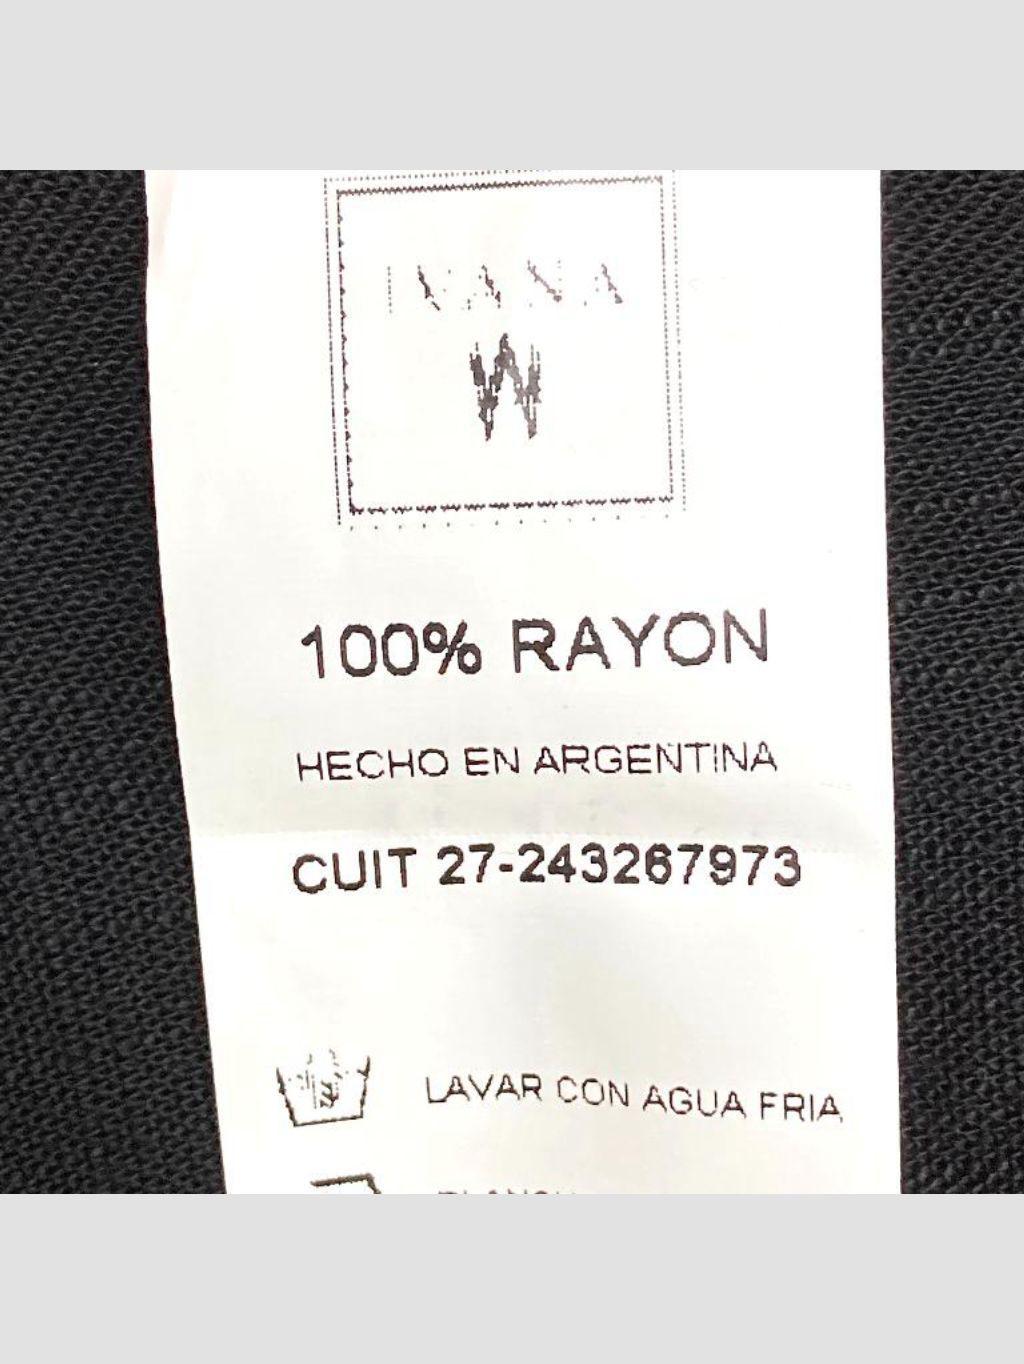 IVANA
W
100% RAYON
HECHO EN ARGENTINA
CUIT 27-243267973
LAVAR CON AGUA FRIA